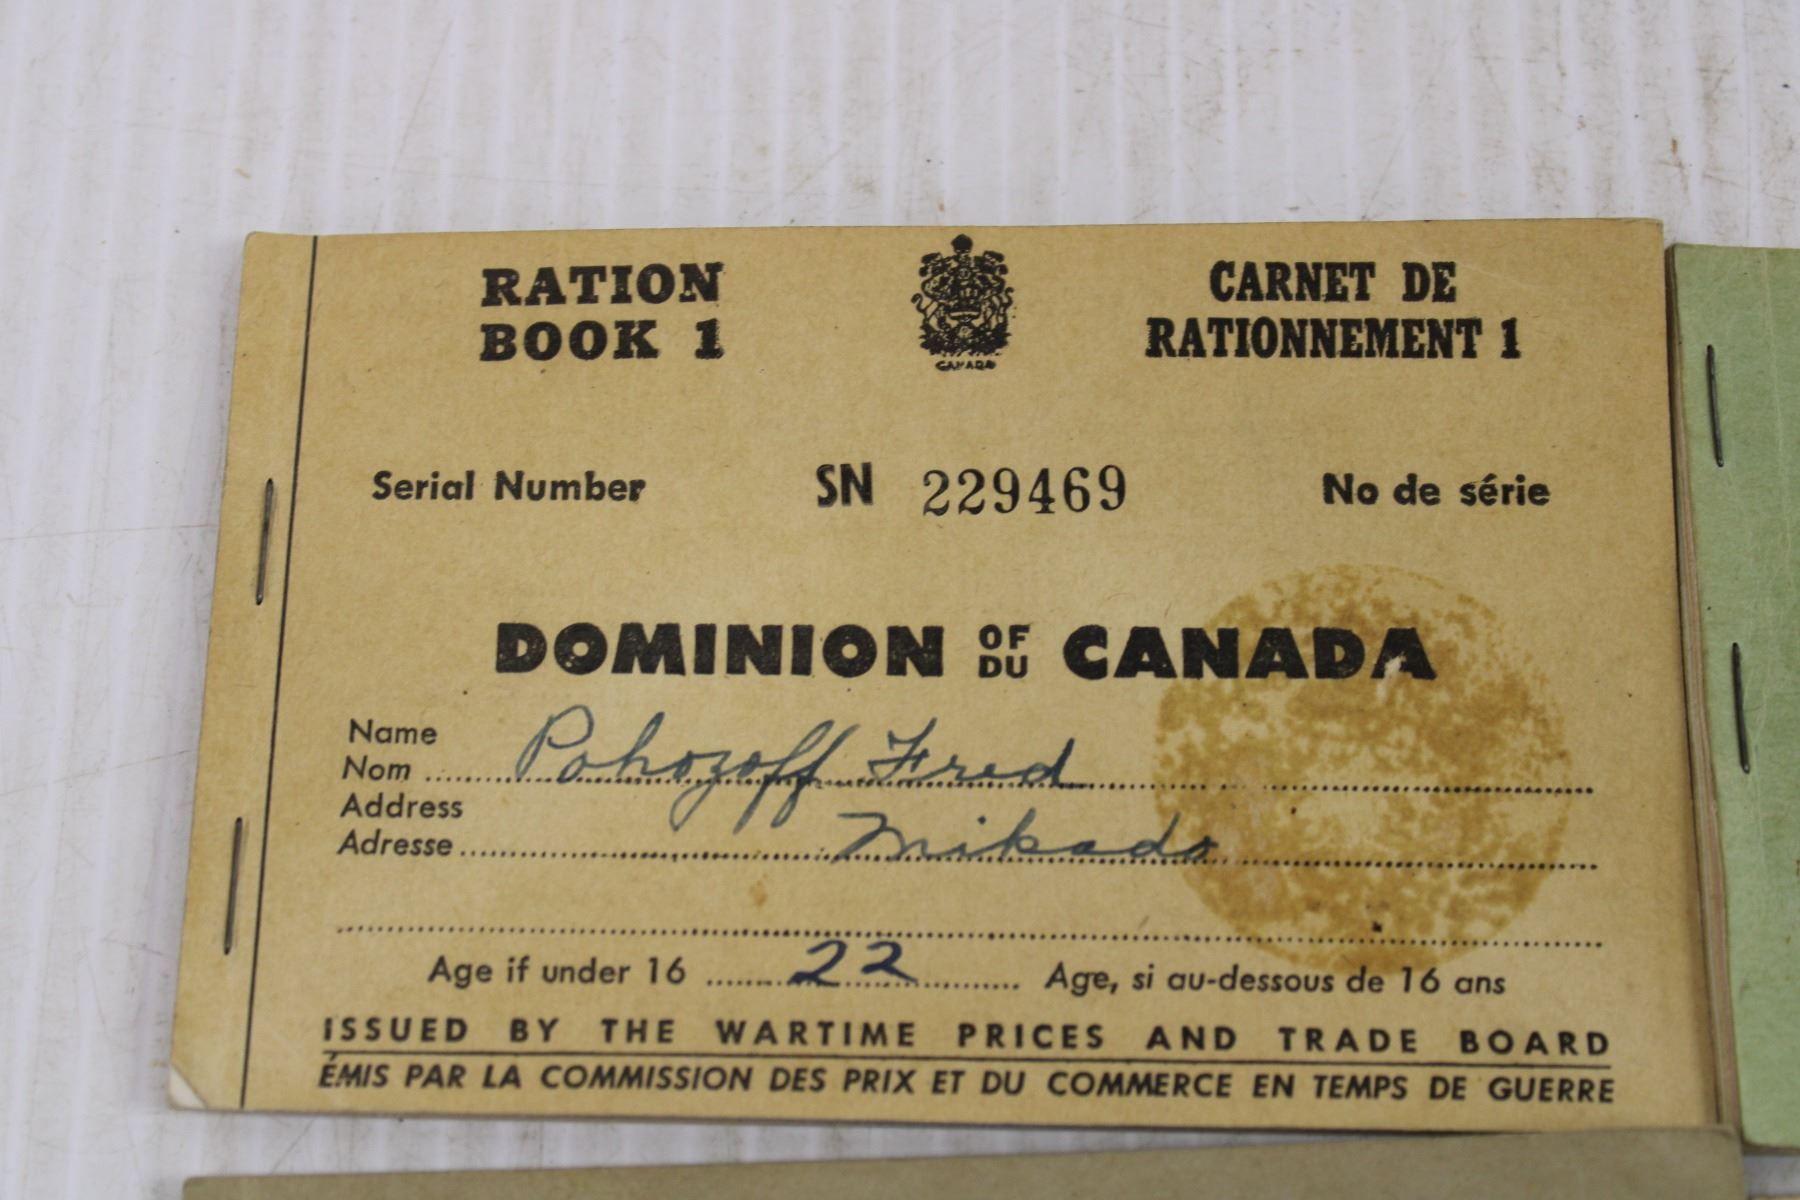 RATION BOOK 1
CANADA
CARNET DE RATIONNEMENT 1
Serial Number SN 229469 No de série
DOMINION OF DU CANADA
Name
Nom Pohozoff Fred
Address
Adresse Mikado
Age if under 16 22 Age, si au-dessous de 16 ans
ISSUED BY THE WARTIME PRICES AND TRADE BOARD
ÉMIS PAR LA COMMISSION DES PRIX ET DU COMMERCE EN TEMPS DE GUERRE